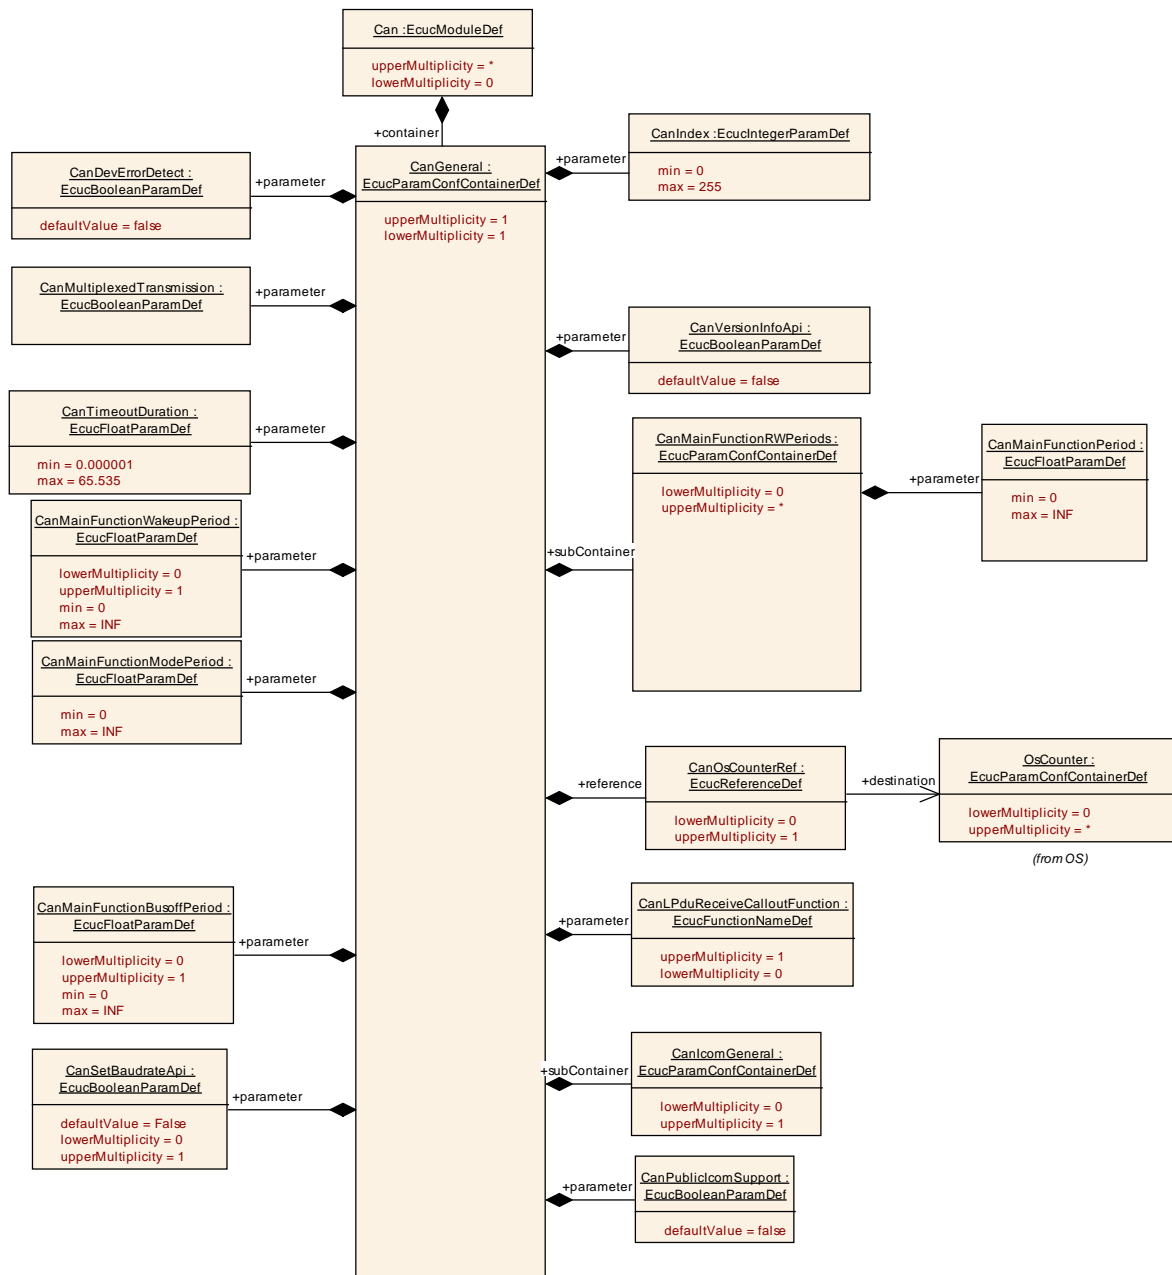 Can :EcucModuleDef
upperMultiplicity = *
lowerMultiplicity = 0
+container
CanGeneral :
EcucParamConfContainerDef
upperMultiplicity = 1
lowerMultiplicity = 1
CanDevErrorDetect :
EcucBooleanParamDef
defaultValue = false
+parameter
CanMultiplexedTransmission :
EcucBooleanParamDef
+parameter
CanTimeoutDuration :
EcucFloatParamDef
min = 0.000001
max = 65.535
+parameter
CanMainFunctionWakeupPeriod :
EcucFloatParamDef
lowerMultiplicity = 0
upperMultiplicity = 1
min = 0
max = INF
+parameter
CanMainFunctionModePeriod :
EcucFloatParamDef
min = 0
max = INF
+parameter
CanMainFunctionBusoffPeriod :
EcucFloatParamDef
lowerMultiplicity = 0
upperMultiplicity = 1
min = 0
max = INF
+parameter
CanSetBaudrateApi :
EcucBooleanParamDef
defaultValue = False
lowerMultiplicity = 0
upperMultiplicity = 1
+parameter
+parameter
CanIndex :EcucIntegerParamDef
min = 0
max = 255
+parameter
CanVersionInfoApi :
EcucBooleanParamDef
defaultValue = false
+subContainer
CanMainFunctionRWPeriods :
EcucParamConfContainerDef
lowerMultiplicity = 0
upperMultiplicity = *
+parameter
CanMainFunctionPeriod :
EcucFloatParamDef
min = 0
max = INF
+reference
CanOsCounterRef :
EcucReferenceDef
lowerMultiplicity = 0
upperMultiplicity = 1
+destination
OsCounter :
EcucParamConfContainerDef
lowerMultiplicity = 0
upperMultiplicity = *
(from OS)
+parameter
CanLPduReceiveCalloutFunction :
EcucFunctionNameDef
upperMultiplicity = 1
lowerMultiplicity = 0
+subContainer
CanIcomGeneral :
EcucParamConfContainerDef
lowerMultiplicity = 0
upperMultiplicity = 1
+parameter
CanPublicIcomSupport :
EcucBooleanParamDef
defaultValue = false